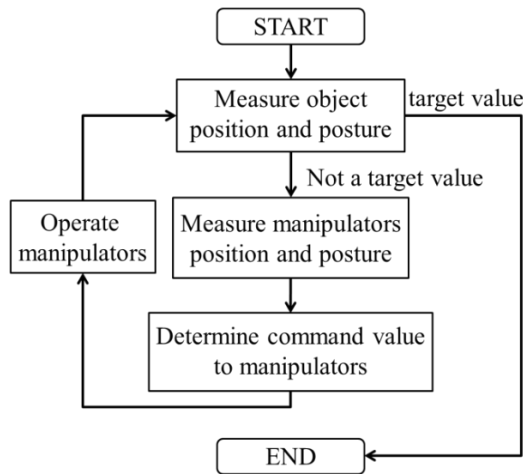 START
Measure object
position and posture
target value
Not a target value
Measure manipulators
position and posture
Operate
manipulators
Determine command value
to manipulators
END